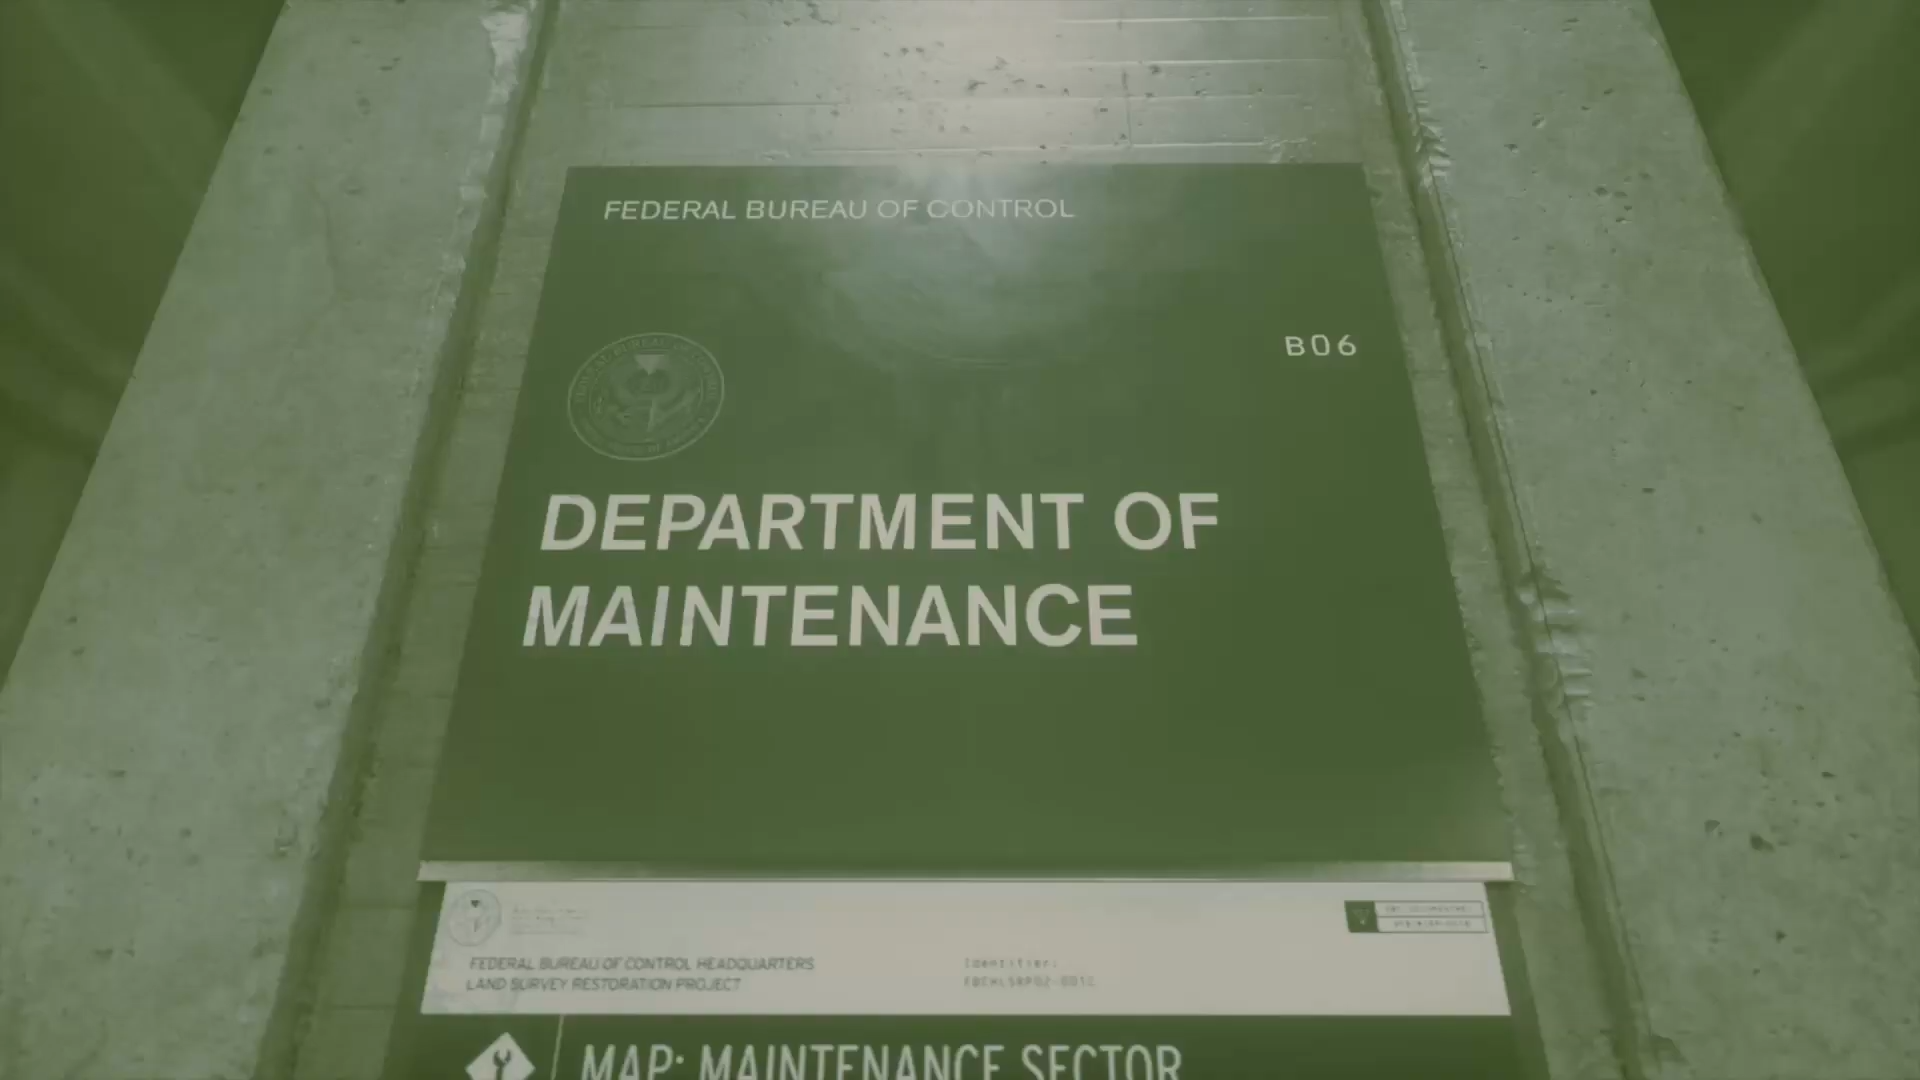 FEDERAL BUREAU OF CONTROL
B06
DEPARTMENT OF
MAINTENANCE
FEDERAL BUREAU OF CONTROL HEADQUARTERS
LAND SURVEY RESTORATION PROJECT
Identifier:
MAP: MAINTENANCE SECTOR